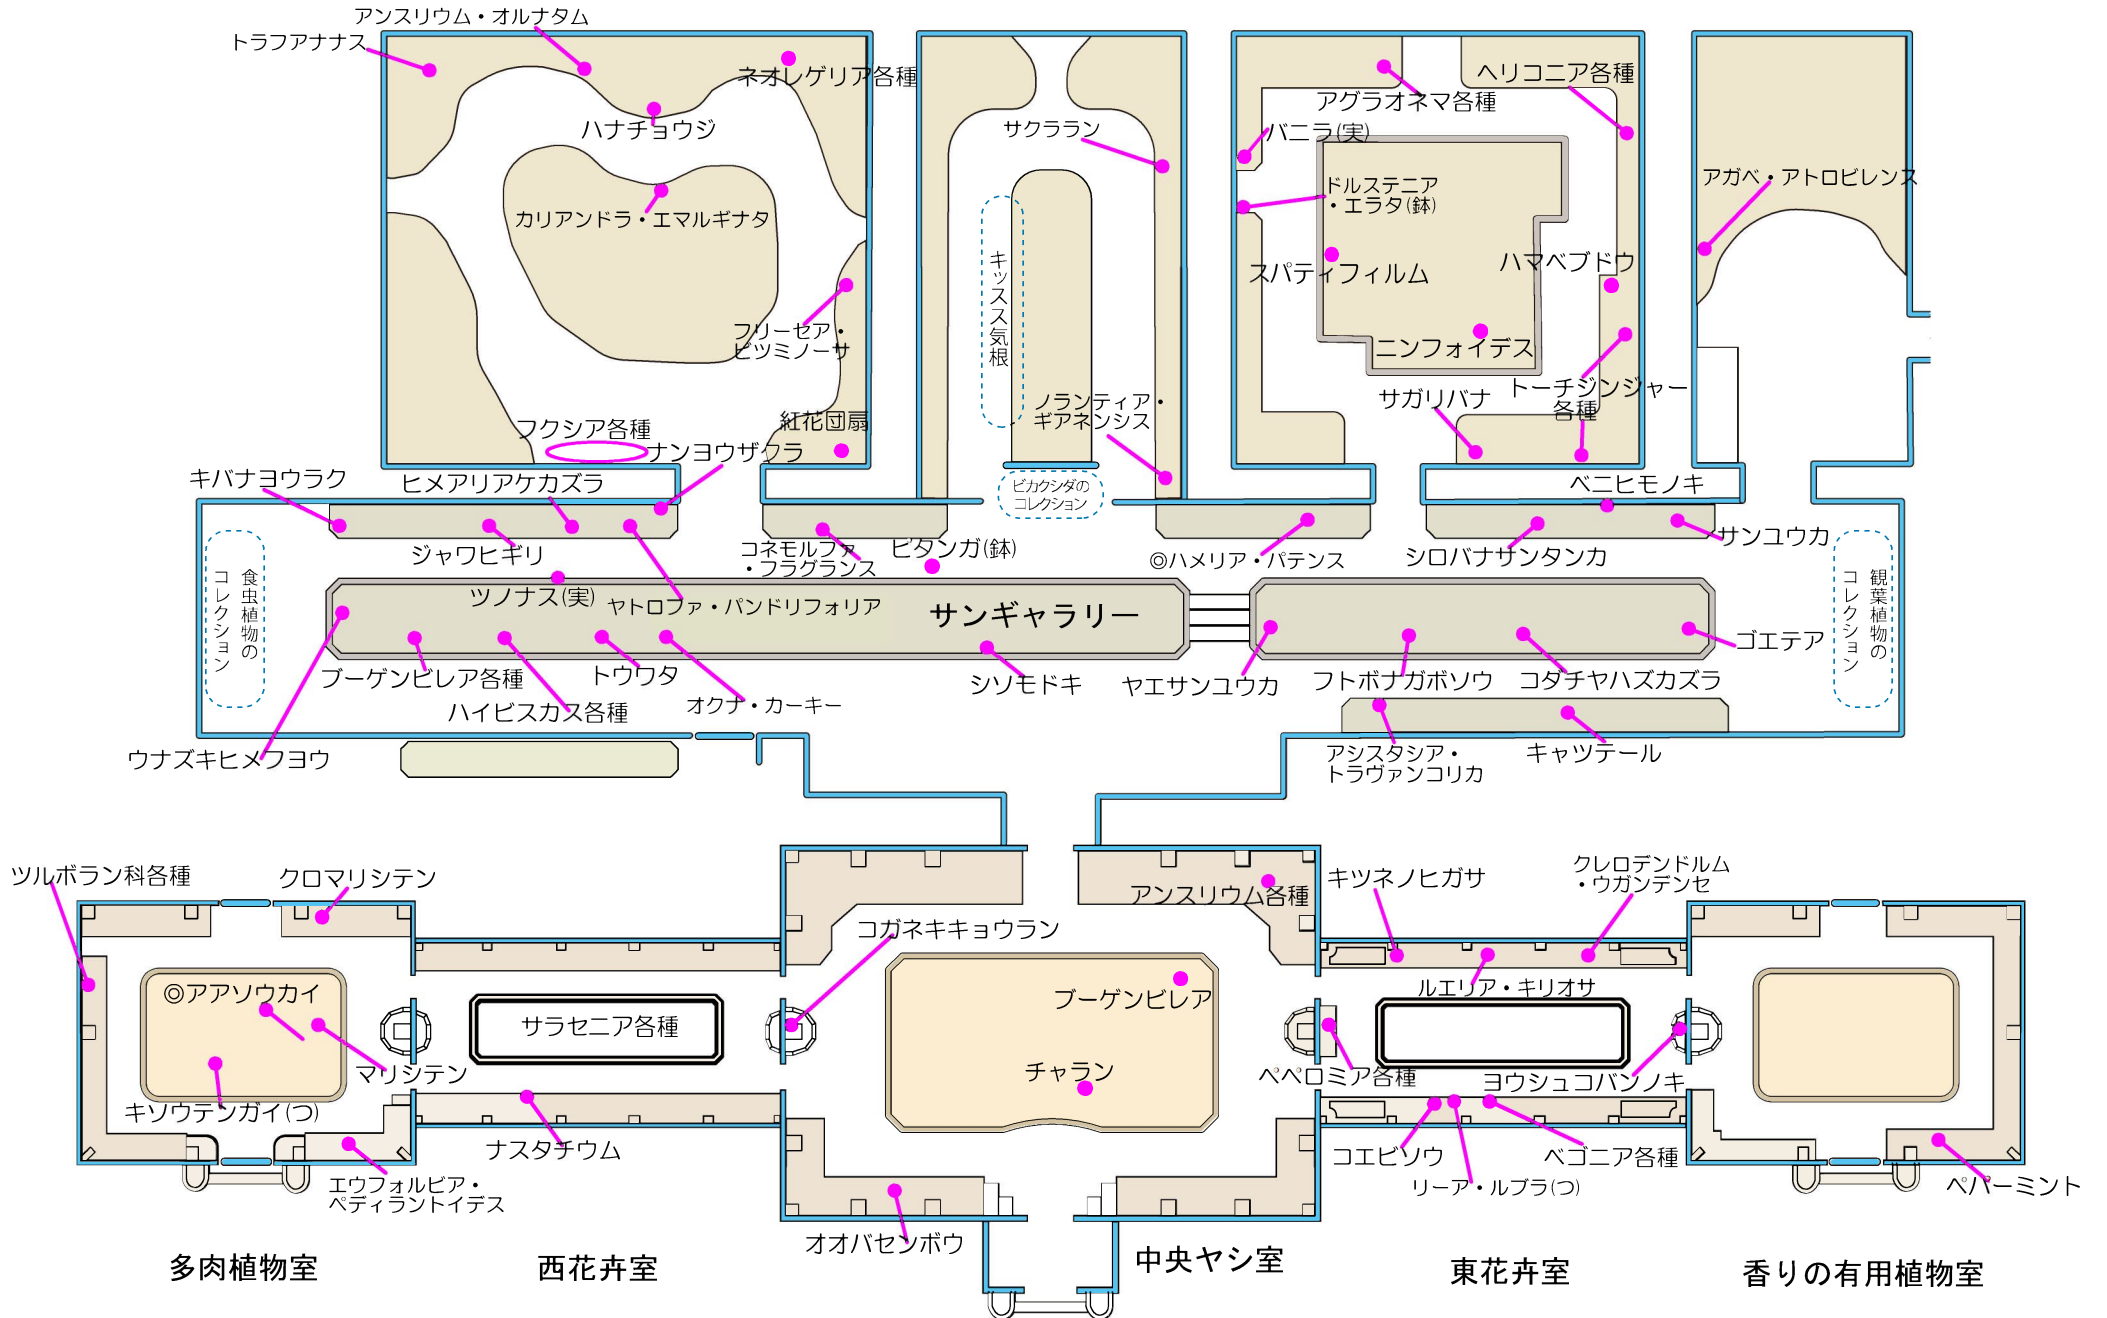 アンスリウム・オルナタム
トラフアナナス
ネオレゲリア各種
ハナチョウジ
カリアンドラ・エマルギナタ
フリーセア・
ビツミノーサ
紅花団扇
フクシア各種
ナンヨウザクラ
サクララン
キッスス気根
ノランティア・
ギアネンシス
ビカクシダの
コレクション
ヘリコニア各種
アグラオネマ各種
バニラ(実)
ドルステニア
・エラタ(鉢)
スパティフィルム
ハマベブドウ
ニンフォイデス
トーチジンジャー
各種
サガリバナ
アガベ・アトロビレンス
キバナヨウラク
ヒメアリアケカズラ
ジャワヒギリ
コネモルファ
・フラグランス
ピタンガ(鉢)
◎ハメリア・パテンス
ベニヒモノキ
シロバナサンタンカ
サンユウカ
食虫植物の
コレクション
観葉植物の
コレクション
ツノナス(実)
ヤトロファ・パンドリフォリア
サンギャラリー
ゴエテア
ブーゲンビレア各種
トウワタ
シソモドキ
ヤエサンユウカ
フトボナガボソウ
コダチヤハズカズラ
ハイビスカス各種
オクナ・カーキー
ウナズキヒメフヨウ
アシスタシア・
トラヴァンコリカ
キャツテール
ツルボラン科各種
クロマリシテン
◎アアソウカイ
マリシテン
キソウテンガイ(つ)
エウフォルビア・
ペディラントイデス
サラセニア各種
ナスタチウム
コガネキキョウラン
アンスリウム各種
ブーゲンビレア
チャラン
オオバセンボウ
キツネノヒガサ
クレロデンドルム
・ウガンデンセ
ルエリア・キリオサ
ペペロミア各種
ヨウシュコバンノキ
コエビソウ
リーア・ルブラ(つ)
ベゴニア各種
ペパーミント
多肉植物室
西花卉室
中央ヤシ室
東花卉室
香りの有用植物室